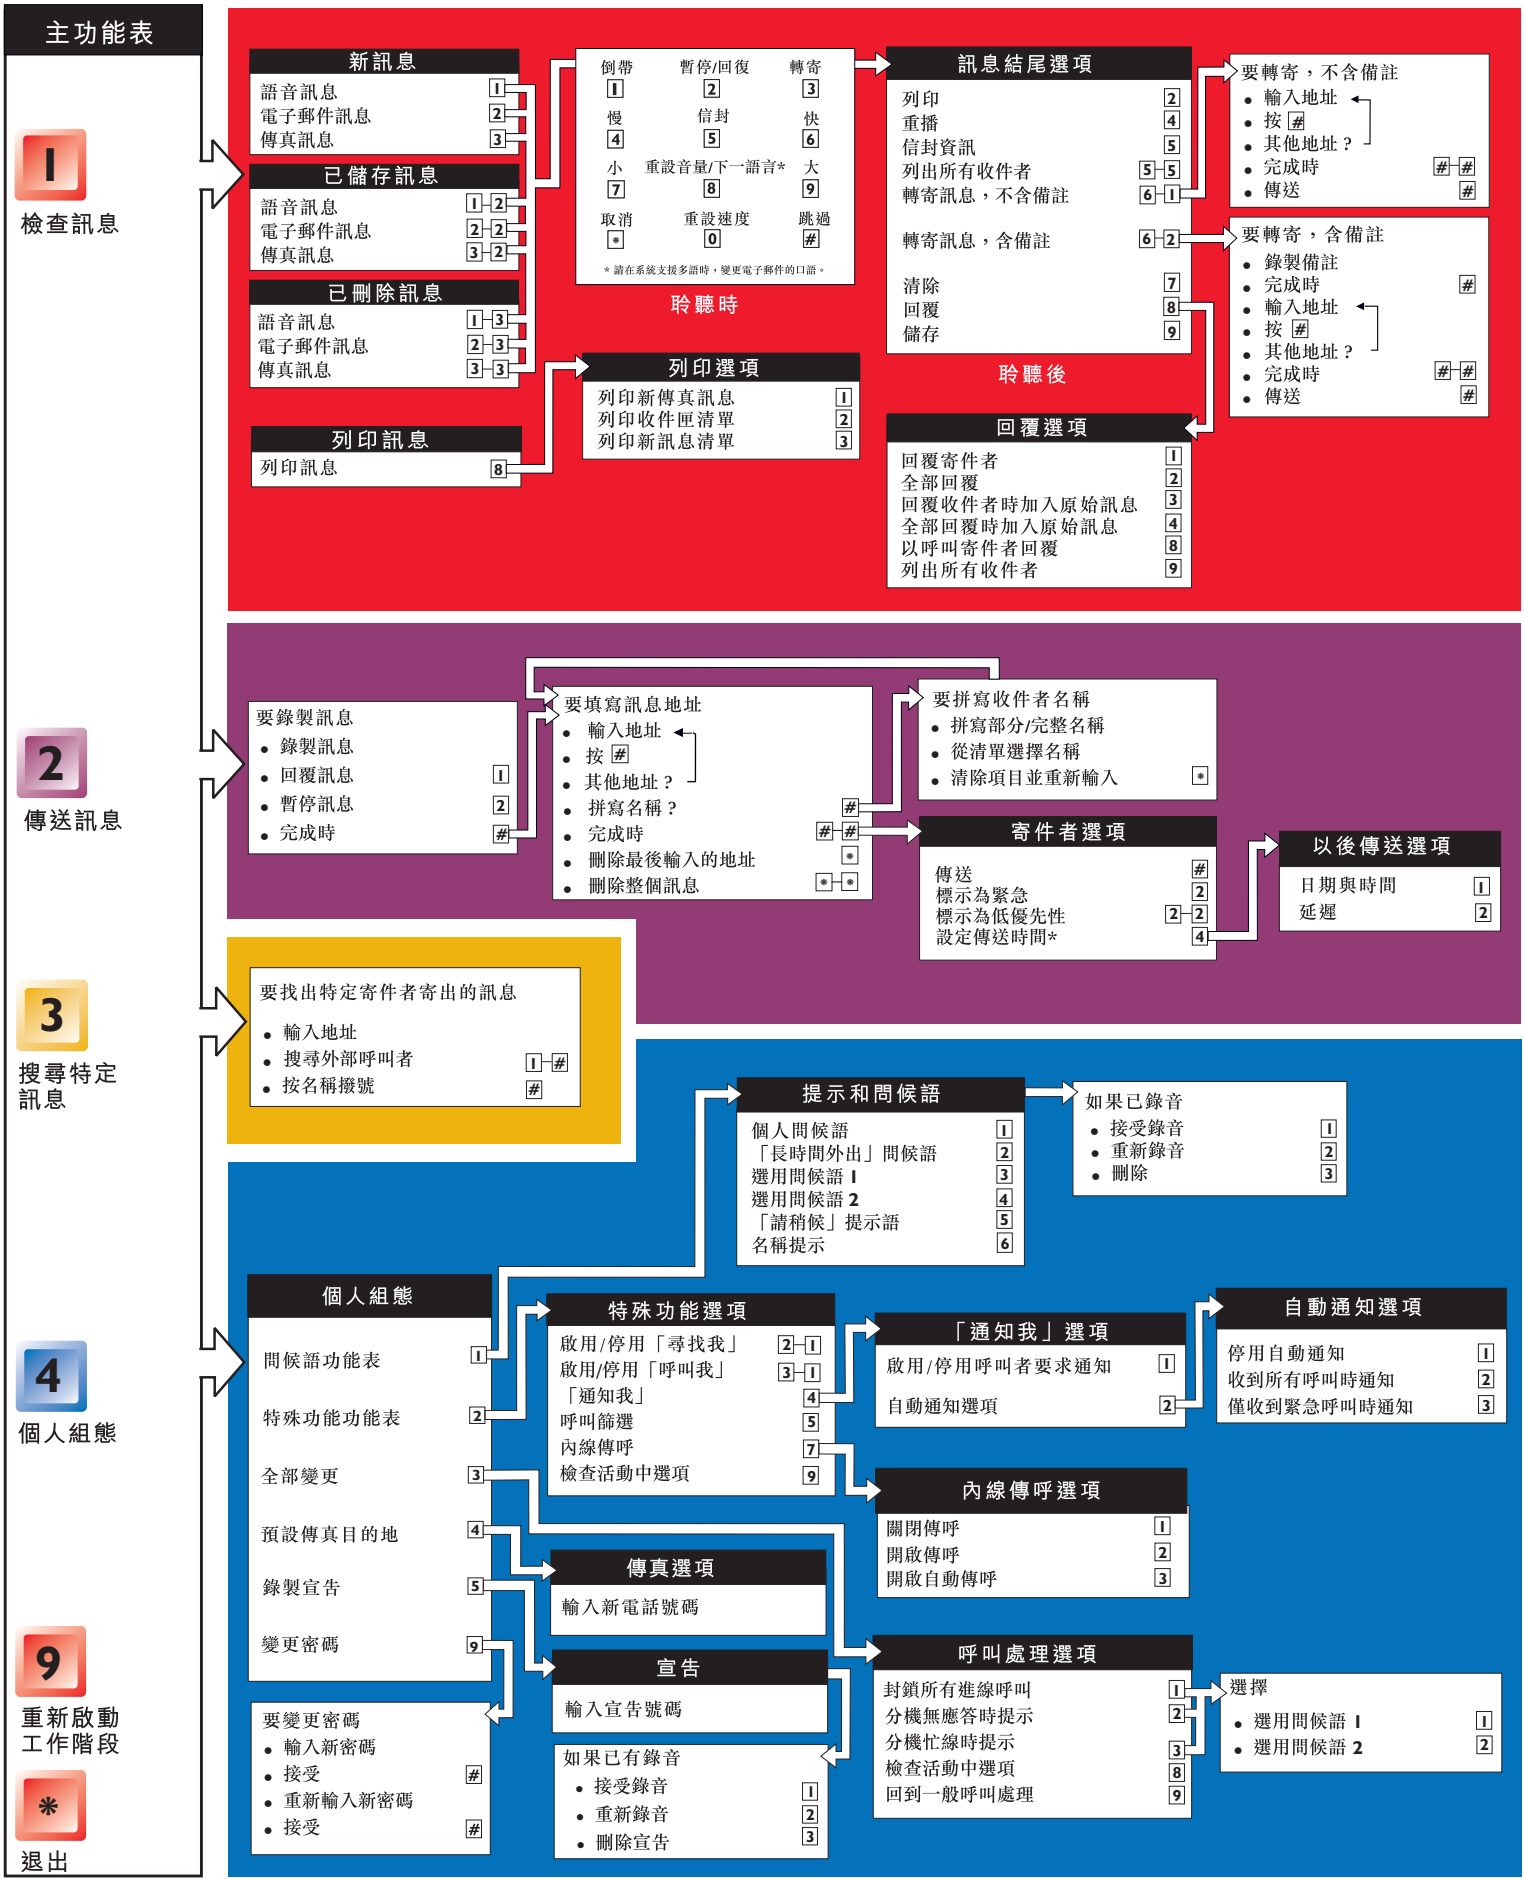 主功能表
1
檢查訊息
2
傳送訊息
3
搜尋特定
訊息
4
個人組態
9
重新啟動
工作階段
*
退出
新訊息
語音訊息 1
電子郵件訊息 2
傳真訊息 3
已儲存訊息
語音訊息 1-2
電子郵件訊息 2-2
傳真訊息 3-2
已刪除訊息
語音訊息 1-3
電子郵件訊息 2-3
傳真訊息 3-3
列印訊息
列印訊息 8
倒帶 暫停/回復 轉寄
1 2 3
慢 信封 快
4 5 6
小 重設音量/下一語言* 大
7 8 9
取消 重設速度 跳過
* 0 #
* 請在系統支援多語時，變更電子郵件的口語。
聆聽時
列印選項
列印新傳真訊息 1
列印收件匣清單 2
列印新訊息清單 3
訊息結尾選項
列印 2
重播 4
信封資訊 5
列出所有收件者 5-5
轉寄訊息，不含備註 6-1
轉寄訊息，含備註 6-2
清除 7
回覆 8
儲存 9
聆聽後
回覆選項
回覆寄件者 1
全部回覆 2
回覆收件者時加入原始訊息 3
全部回覆時加入原始訊息 4
以呼叫寄件者回覆 8
列出所有收件者 9
要轉寄，不含備註
• 輸入地址
• 按 #
• 其他地址？
• 完成時 #-#
• 傳送 #
要轉寄，含備註
• 錄製備註
• 完成時 #
• 輸入地址
• 按 #
• 其他地址？
• 完成時 #-#
• 傳送 #
要錄製訊息
• 錄製訊息
• 回覆訊息 1
• 暫停訊息 2
• 完成時 #
要填寫訊息地址
• 輸入地址
• 按 #
• 其他地址？
• 拼寫名稱？ #
• 完成時 #-#
• 刪除最後輸入的地址 *
• 刪除整個訊息 *-*
要拼寫收件者名稱
• 拼寫部分/完整名稱
• 從清單選擇名稱
• 清除項目並重新輸入 *
寄件者選項
傳送 #
標示為緊急 2
標示為低優先性 2-2
設定傳送時間* 4
以後傳送選項
日期與時間 1
延遲 2
要找出特定寄件者寄出的訊息
• 輸入地址
• 搜尋外部呼叫者 1-#
• 按名稱撥號 #
個人組態
問候語功能表 1
特殊功能功能表 2
全部變更 3
預設傳真目的地 4
錄製宣告 5
變更密碼 9
要變更密碼
• 輸入新密碼
• 接受 #
• 重新輸入新密碼
• 接受 #
提示和問候語
個人問候語 1
「長時間外出」問候語 2
選用問候語 1 3
選用問候語 2 4
「請稍候」提示語 5
名稱提示 6
如果已錄音
• 接受錄音 1
• 重新錄音 2
• 刪除 3
特殊功能選項
啟用/停用「尋找我」 2-1
啟用/停用「呼叫我」 3-1
「通知我」 4
呼叫篩選 5
內線傳呼 7
檢查活動中選項 9
「通知我」選項
啟用/停用呼叫者要求通知 1
自動通知選項 2
自動通知選項
停用自動通知 1
收到所有呼叫時通知 2
僅收到緊急呼叫時通知 3
內線傳呼選項
關閉傳呼 1
開啟傳呼 2
開啟自動傳呼 3
傳真選項
輸入新電話號碼
宣告
輸入宣告號碼
如果已有錄音
• 接受錄音 1
• 重新錄音 2
• 刪除宣告 3
呼叫處理選項
封鎖所有進線呼叫 1
分機無應答時提示 2
分機忙線時提示 3
檢查活動中選項 8
回到一般呼叫處理 9
選擇
• 選用問候語 1 1
• 選用問候語 2 2